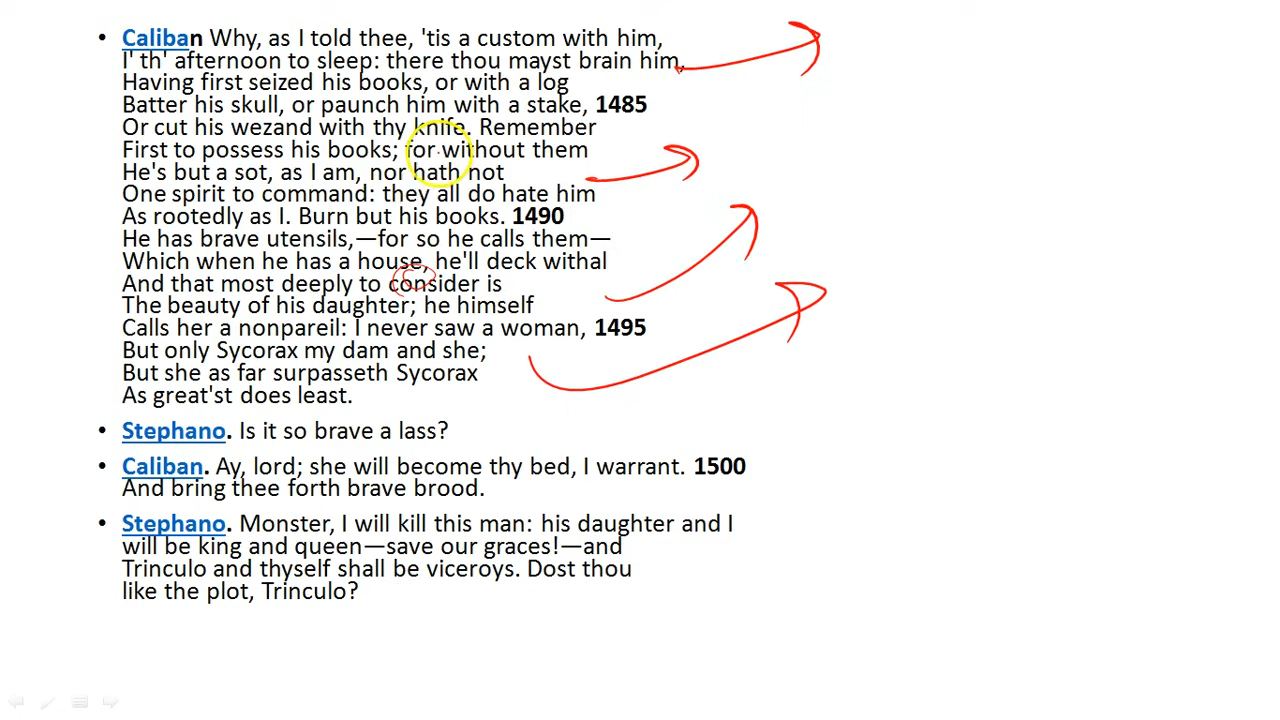 • Caliban Why, as I told thee, 'tis a custom with him,
I' th' afternoon to sleep: there thou mayst brain him,
Having first seized his books, or with a log
Batter his skull, or paunch him with a stake, 1485
Or cut his wezand with thy knife. Remember
First to possess his books; for without them
He's but a sot, as I am, nor hath not
One spirit to command: they all do hate him
As rootedly as I. Burn but his books. 1490
He has brave utensils,—for so he calls them—
Which when he has a house, he'll deck withal
And that most deeply to consider is
The beauty of his daughter; he himself
Calls her a nonpareil: I never saw a woman, 1495
But only Sycorax my dam and she;
But she as far surpasseth Sycorax
As great'st does least.
• Stephano. Is it so brave a lass?
• Caliban. Ay, lord; she will become thy bed, I warrant. 1500
And bring thee forth brave brood.
• Stephano. Monster, I will kill this man: his daughter and I
will be king and queen—save our graces!—and
Trinculo and thyself shall be viceroys. Dost thou
like the plot, Trinculo?